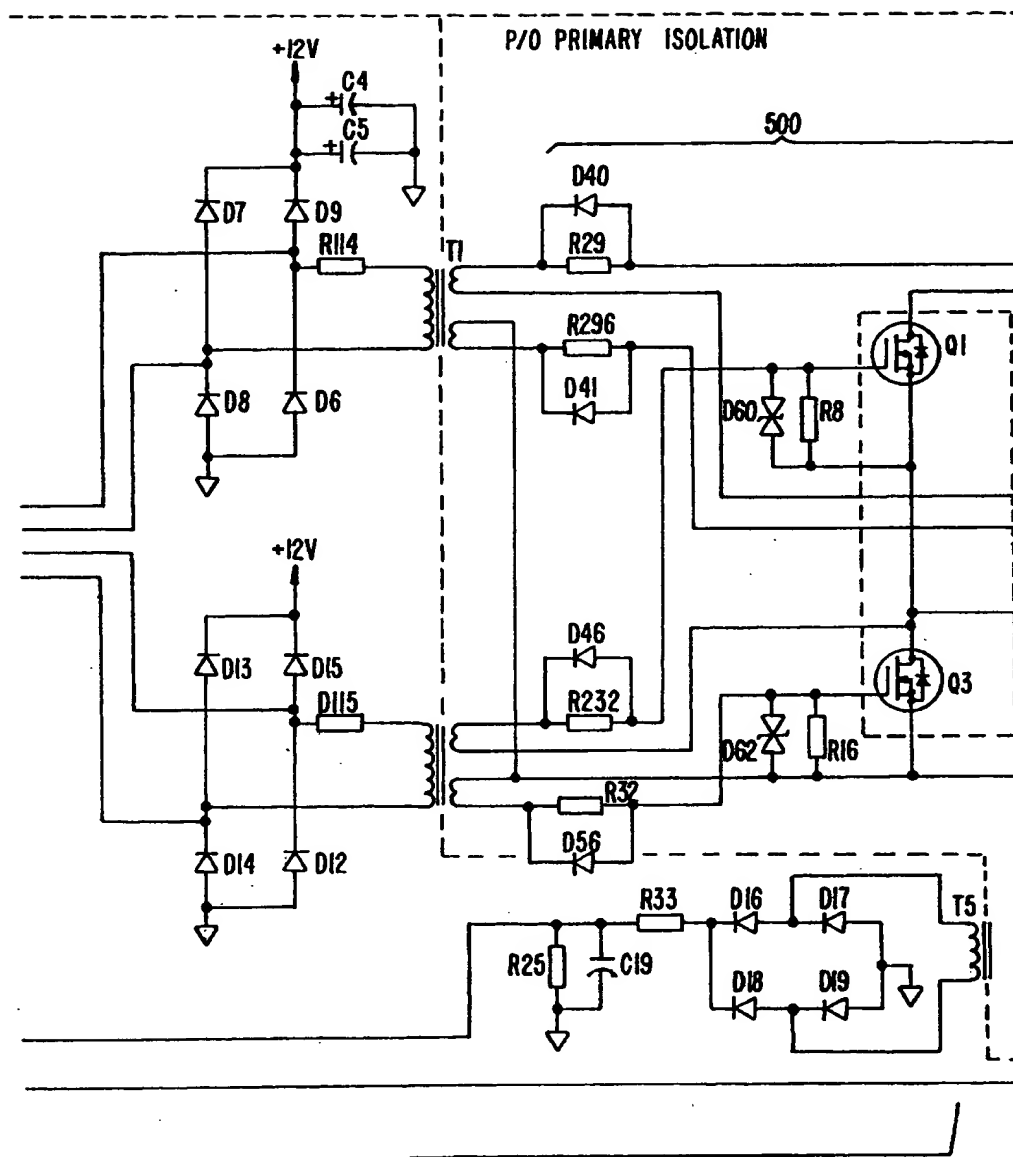 P/O PRIMARY ISOLATION
+12V
C4
C5
500
D40
D7
D9
R114
T1
R29
R296
Q1
D41
D8
D6
D60
R8
+12V
D46
D13
D15
Q3
D115
R232
D62
R16
R32
D14
D12
D56
R33
D16
D17
T5
R25
C19
D18
D19